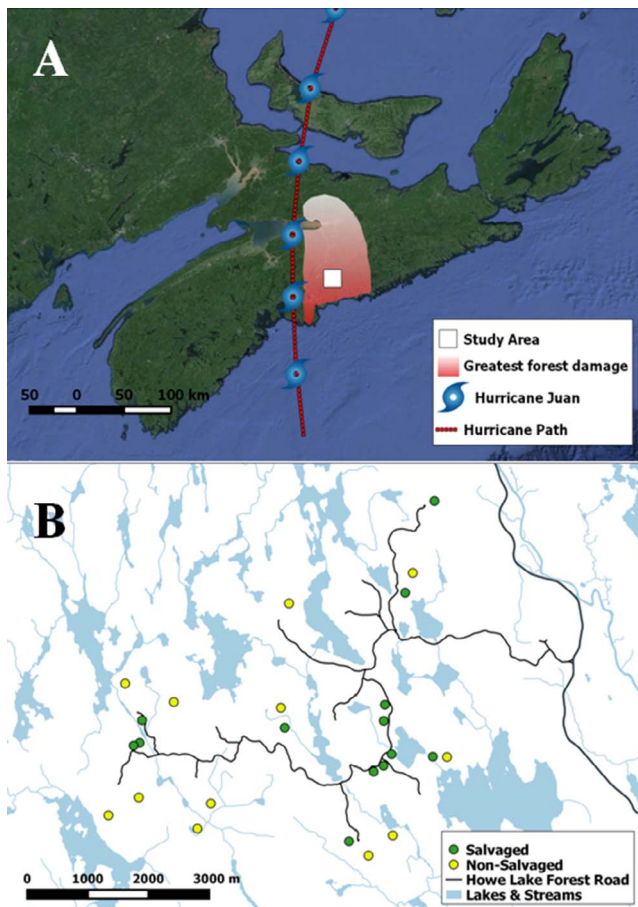 A
Study Area
Greatest forest damage
Hurricane Juan
Hurricane Path
50 0 50 100 km
B
Salvaged
Non-Salvaged
Howe Lake Forest Road
Lakes & Streams
0 1000 2000 3000 m